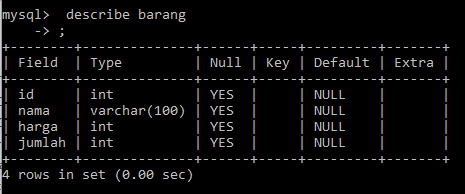 mysql>  describe barang
    -> ;
+--------+--------------+------+-----+---------+-------+
| Field  | Type         | Null | Key | Default | Extra |
+--------+--------------+------+-----+---------+-------+
| id     | int          | YES  |     | NULL    |       |
| nama   | varchar(100) | YES  |     | NULL    |       |
| harga  | int          | YES  |     | NULL    |       |
| jumlah | int          | YES  |     | NULL    |       |
+--------+--------------+------+-----+---------+-------+
4 rows in set (0.00 sec)